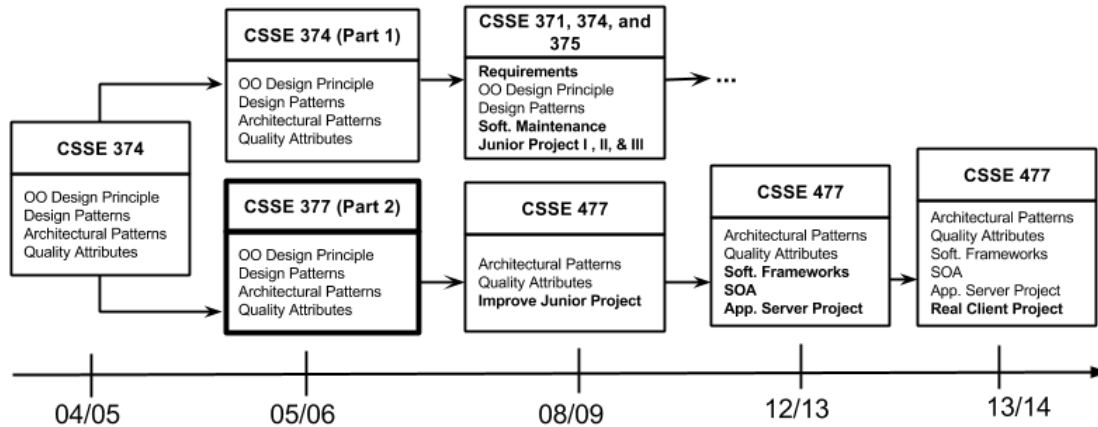 CSSE 374
OO Design Principle
Design Patterns
Architectural Patterns
Quality Attributes
CSSE 374 (Part 1)
OO Design Principle
Design Patterns
Architectural Patterns
Quality Attributes
CSSE 371, 374, and
375
Requirements
OO Design Principle
Design Patterns
Soft. Maintenance
Junior Project I , II, & III
...
CSSE 377 (Part 2)
OO Design Principle
Design Patterns
Architectural Patterns
Quality Attributes
CSSE 477
Architectural Patterns
Quality Attributes
Improve Junior Project
CSSE 477
Architectural Patterns
Quality Attributes
Soft. Frameworks
SOA
App. Server Project
CSSE 477
Architectural Patterns
Quality Attributes
Soft. Frameworks
SOA
App. Server Project
Real Client Project
04/05
05/06
08/09
12/13
13/14